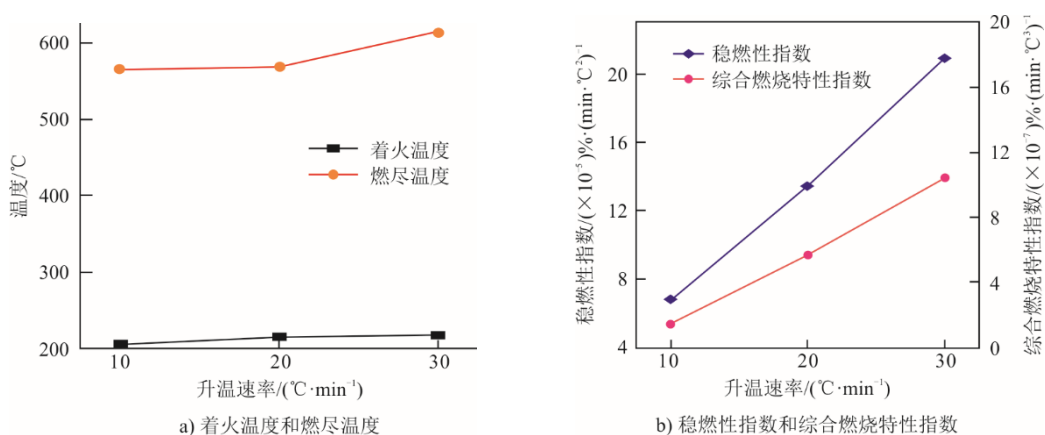 600
500
400
300
200
温度/℃
着火温度
燃尽温度
10
20
30
升温速率/(℃·min⁻¹)
a) 着火温度和燃尽温度
稳燃性指数/(×10⁻⁵)%·(min·℃²)⁻¹
20
16
12
8
4
稳燃性指数
综合燃烧特性指数
20
16
12
8
4
0
综合燃烧特性指数/(×10⁻⁷)%·(min·℃³)⁻¹
10
20
30
升温速率/(℃·min⁻¹)
b) 稳燃性指数和综合燃烧特性指数